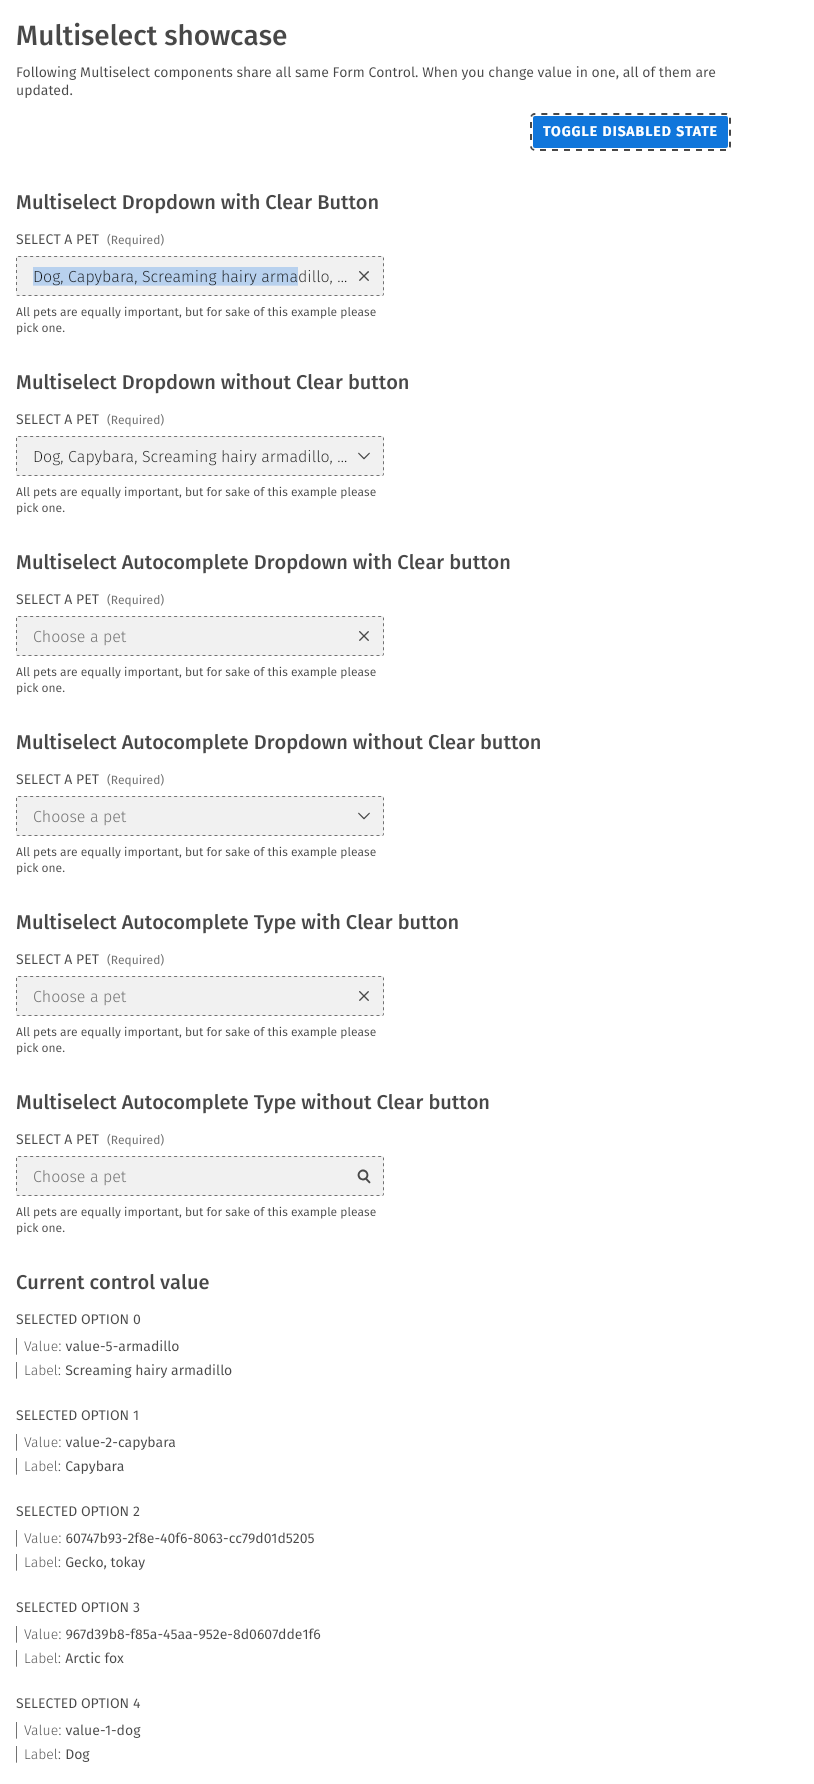 Multiselect showcase
Following Multiselect components share all same Form Control. When you change value in one, all of them are
updated.
TOGGLE DISABLED STATE
Multiselect Dropdown with Clear Button
SELECT A PET (Required)
Dog, Capybara, Screaming hairy armadillo, ...
All pets are equally important, but for sake of this example please
pick one.
Multiselect Dropdown without Clear button
SELECT A PET (Required)
Dog, Capybara, Screaming hairy armadillo, ...
All pets are equally important, but for sake of this example please
pick one.
Multiselect Autocomplete Dropdown with Clear button
SELECT A PET (Required)
Choose a pet
All pets are equally important, but for sake of this example please
pick one.
Multiselect Autocomplete Dropdown without Clear button
SELECT A PET (Required)
Choose a pet
All pets are equally important, but for sake of this example please
pick one.
Multiselect Autocomplete Type with Clear button
SELECT A PET (Required)
Choose a pet
All pets are equally important, but for sake of this example please
pick one.
Multiselect Autocomplete Type without Clear button
SELECT A PET (Required)
Choose a pet
All pets are equally important, but for sake of this example please
pick one.
Current control value
SELECTED OPTION 0
Value: value-5-armadillo
Label: Screaming hairy armadillo
SELECTED OPTION 1
Value: value-2-capybara
Label: Capybara
SELECTED OPTION 2
Value: 60747b93-2f8e-40f6-8063-cc79d01d5205
Label: Gecko, tokay
SELECTED OPTION 3
Value: 967d39b8-f85a-45aa-952e-8d0607dde1f6
Label: Arctic fox
SELECTED OPTION 4
Value: value-1-dog
Label: Dog